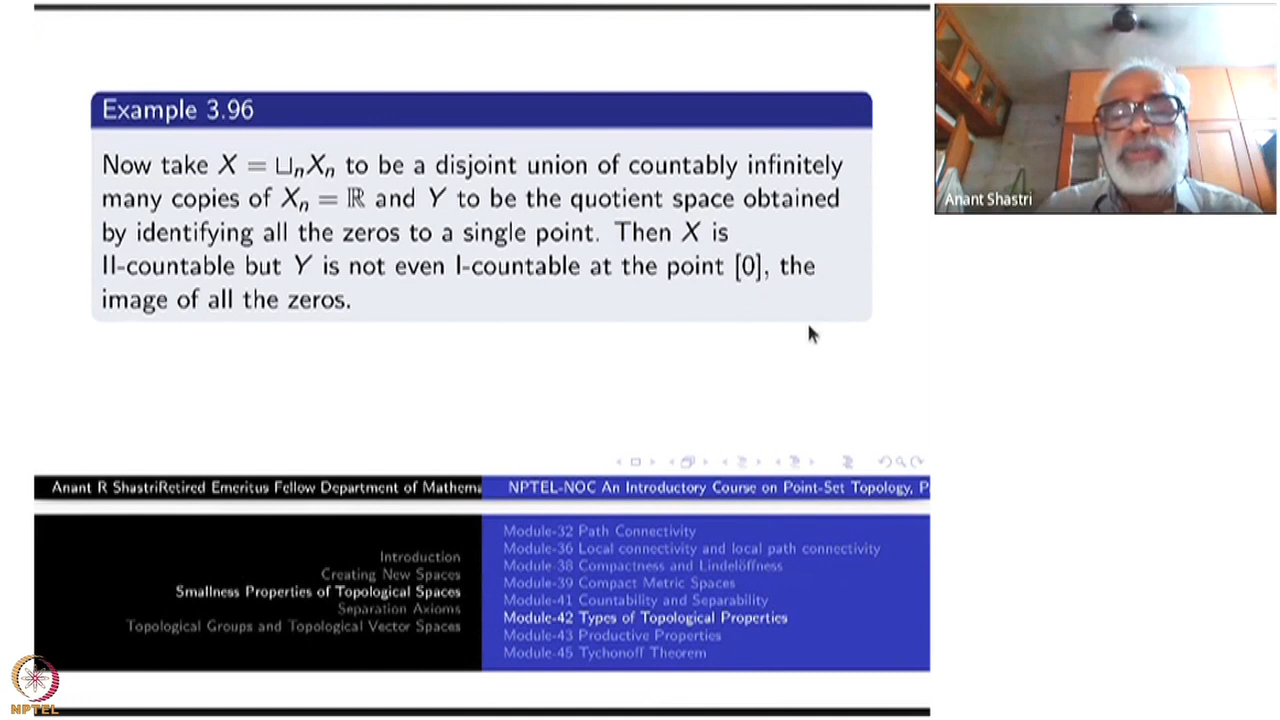 Example 3.96
Now take X = ⊔ₙXₙ to be a disjoint union of countably infinitely
many copies of Xₙ = ℝ and Y to be the quotient space obtained
by identifying all the zeros to a single point. Then X is
II-countable but Y is not even I-countable at the point [0], the
image of all the zeros.
Anant Shastri
Anant R ShastriRetired Emeritus Fellow Department of Mathema
NPTEL-NOC An Introductory Course on Point-Set Topology, P
Introduction
Creating New Spaces
Smallness Properties of Topological Spaces
Separation Axioms
Topological Groups and Topological Vector Spaces
Module-32 Path Connectivity
Module-36 Local connectivity and local path connectivity
Module-38 Compactness and Lindelöffness
Module-39 Compact Metric Spaces
Module-41 Countability and Separability
Module-42 Types of Topological Properties
Module-43 Productive Properties
Module-45 Tychonoff Theorem
NPTEL